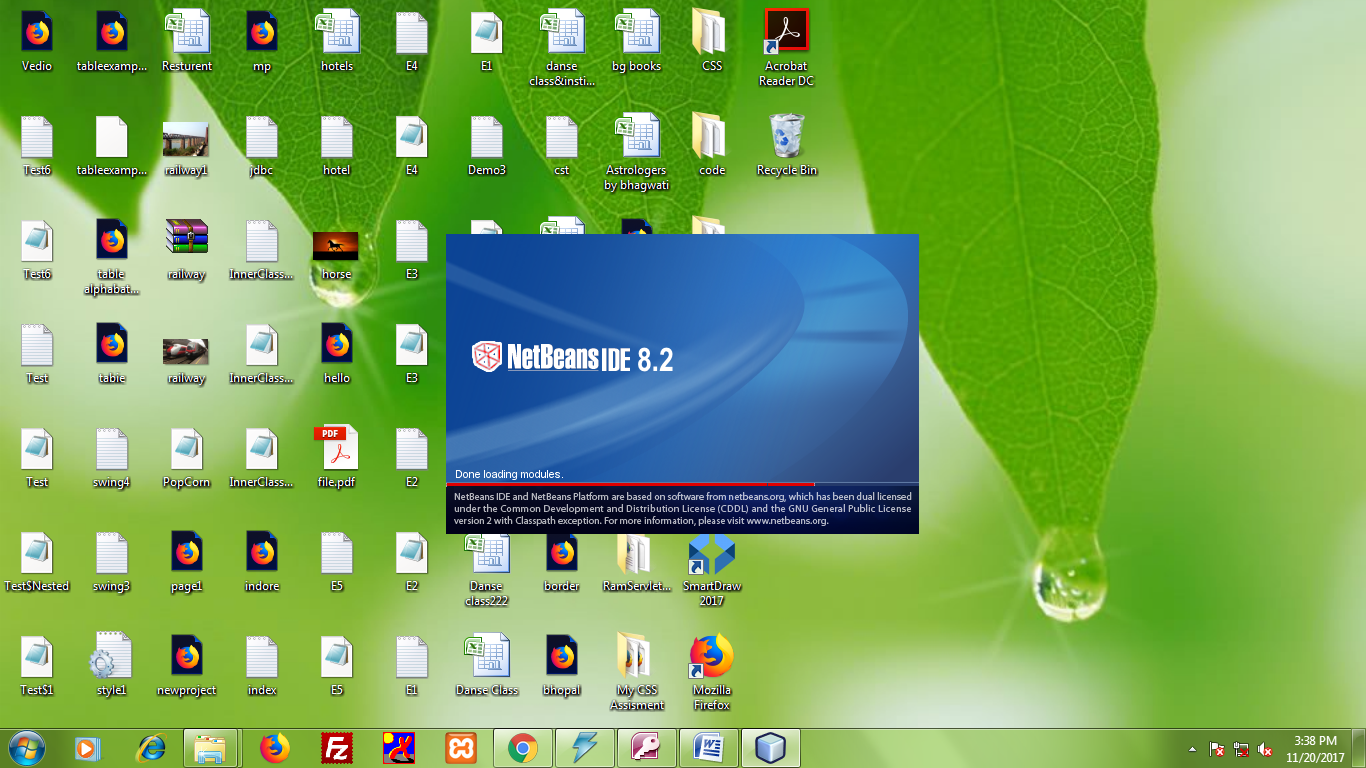 Vedio
tableexamp...
Resturent
mp
hotels
E4
E1
danse
class&insti...
bg books
CSS
Acrobat
Reader DC
Test6
tableexamp...
railway1
jdbc
hotel
E4
Demo3
cst
Astrologers
by bhagwati
code
Recycle Bin
Test6
table
alphabat...
railway
InnerClass...
horse
E3
Test
tabie
railway
InnerClass...
hello
E3
NetBeans IDE 8.2
Test
swing4
PopCorn
InnerClass...
PDF
file.pdf
E2
Done loading modules.
NetBeans IDE and NetBeans Platform are based on software from netbeans.org, which has been dual licensed
under the Common Development and Distribution License (CDDL) and the GNU General Public License
version 2 with Classpath exception. For more information, please visit www.netbeans.org.
Test$Nested
swing3
page1
indore
E5
E2
Danse
class222
border
RamServlet...
SmartDraw
2017
Test$1
style1
newproject
index
E5
E1
Danse Class
bhopal
My CSS
Assisment
Mozilla
Firefox
Fz
3:38 PM
11/20/2017